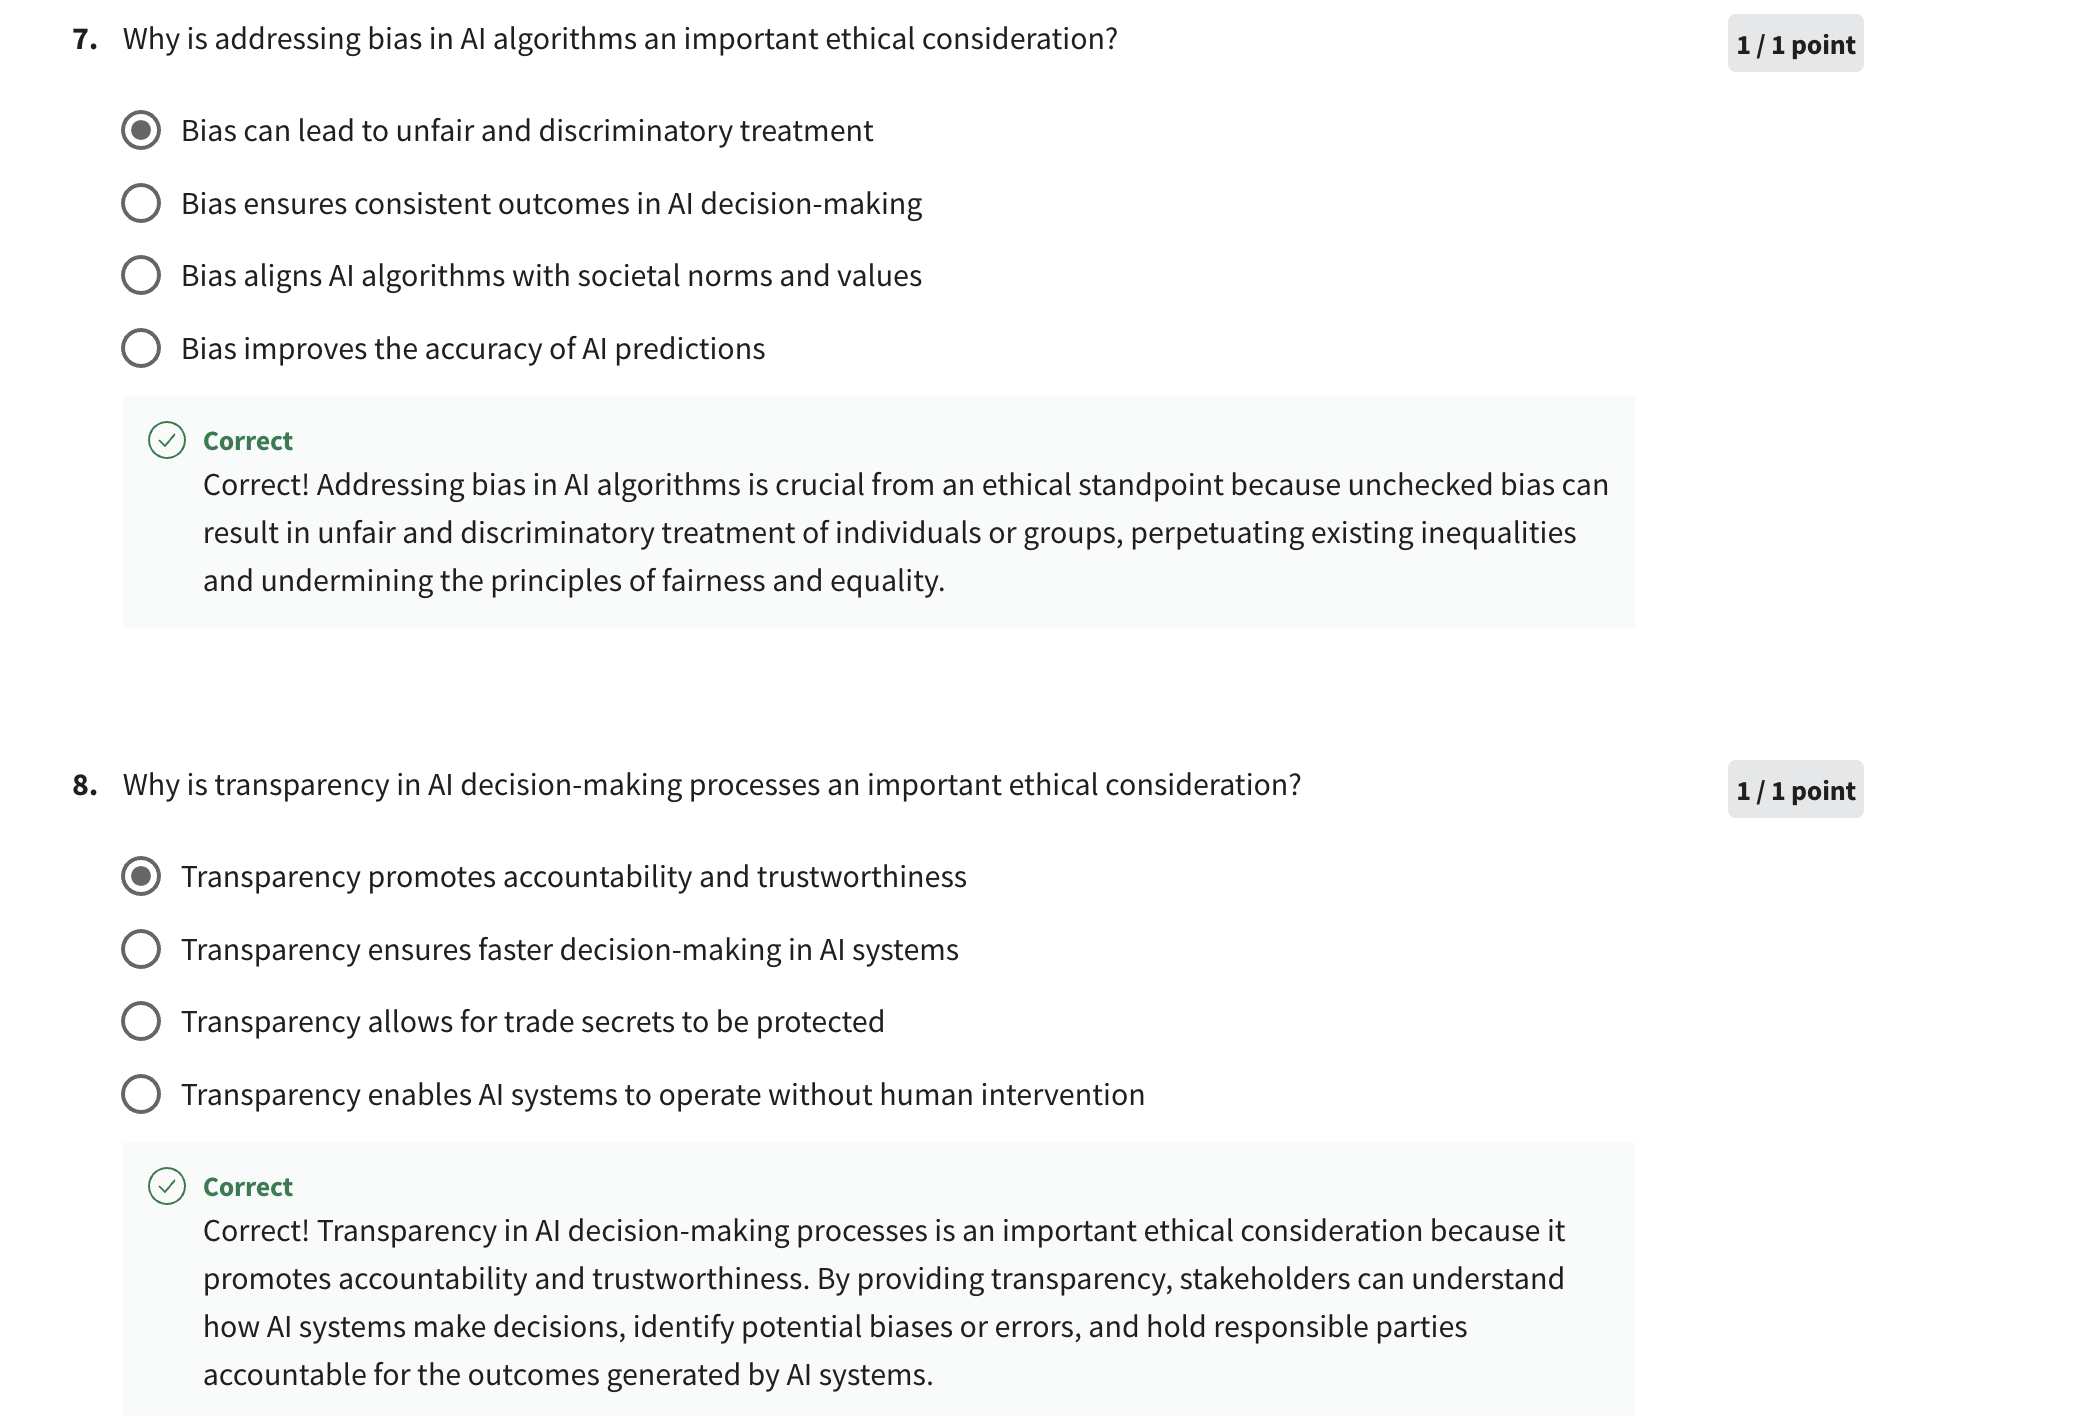 7. Why is addressing bias in AI algorithms an important ethical consideration?
1 / 1 point
Bias can lead to unfair and discriminatory treatment
Bias ensures consistent outcomes in AI decision-making
Bias aligns AI algorithms with societal norms and values
Bias improves the accuracy of AI predictions
Correct
Correct! Addressing bias in AI algorithms is crucial from an ethical standpoint because unchecked bias can
result in unfair and discriminatory treatment of individuals or groups, perpetuating existing inequalities
and undermining the principles of fairness and equality.
8. Why is transparency in AI decision-making processes an important ethical consideration?
1 / 1 point
Transparency promotes accountability and trustworthiness
Transparency ensures faster decision-making in AI systems
Transparency allows for trade secrets to be protected
Transparency enables AI systems to operate without human intervention
Correct
Correct! Transparency in AI decision-making processes is an important ethical consideration because it
promotes accountability and trustworthiness. By providing transparency, stakeholders can understand
how AI systems make decisions, identify potential biases or errors, and hold responsible parties
accountable for the outcomes generated by AI systems.